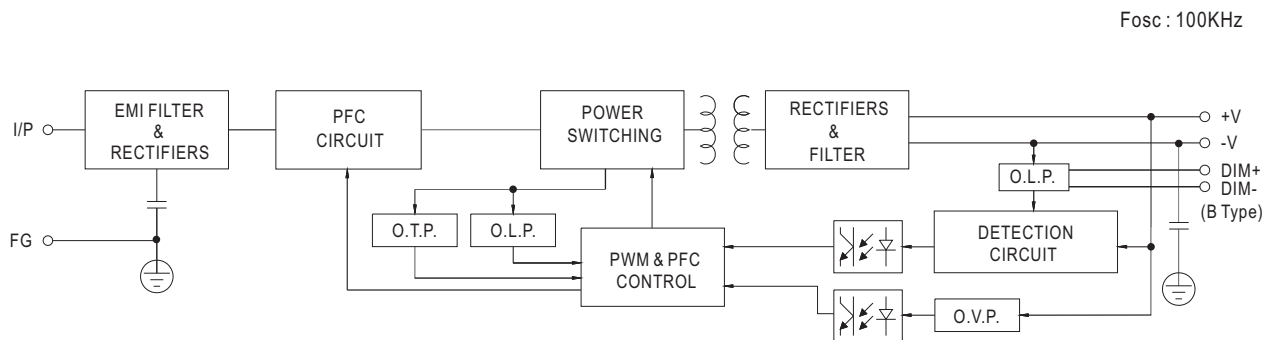 Fosc : 100KHz
I/P
EMI FILTER
&
RECTIFIERS
PFC
CIRCUIT
POWER
SWITCHING
RECTIFIERS
&
FILTER
+V
-V
O.L.P.
DIM+
DIM-
(B Type)
FG
O.T.P.
O.L.P.
PWM & PFC
CONTROL
DETECTION
CIRCUIT
O.V.P.